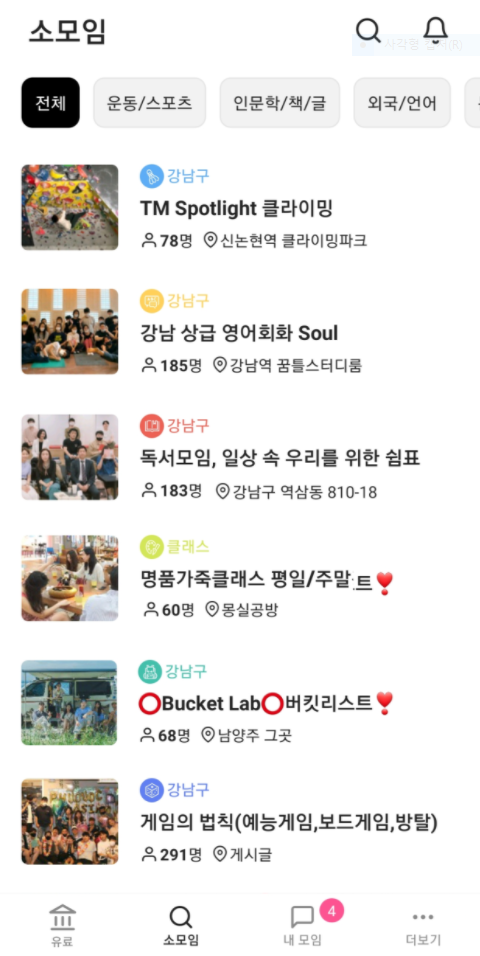 소모임
사각형 캡처(R)
전체 운동/스포츠 인문학/책/글 외국/언어
강남구
TM Spotlight 클라이밍
78명 신논현역 클라이밍파크
강남구
강남 상급 영어회화 Soul
185명 강남역 꿈틀스터디룸
강남구
독서모임, 일상 속 우리를 위한 쉼표
183명 강남구 역삼동 810-18
클래스
명품가죽클래스 평일/주말트❣️
60명 몽실공방
강남구
⭕Bucket Lab⭕버킷리스트❣️
68명 남양주 그곳
강남구
게임의 법칙(예능게임,보드게임,방탈)
291명 게시글
4
유료 소모임 내 모임 더보기